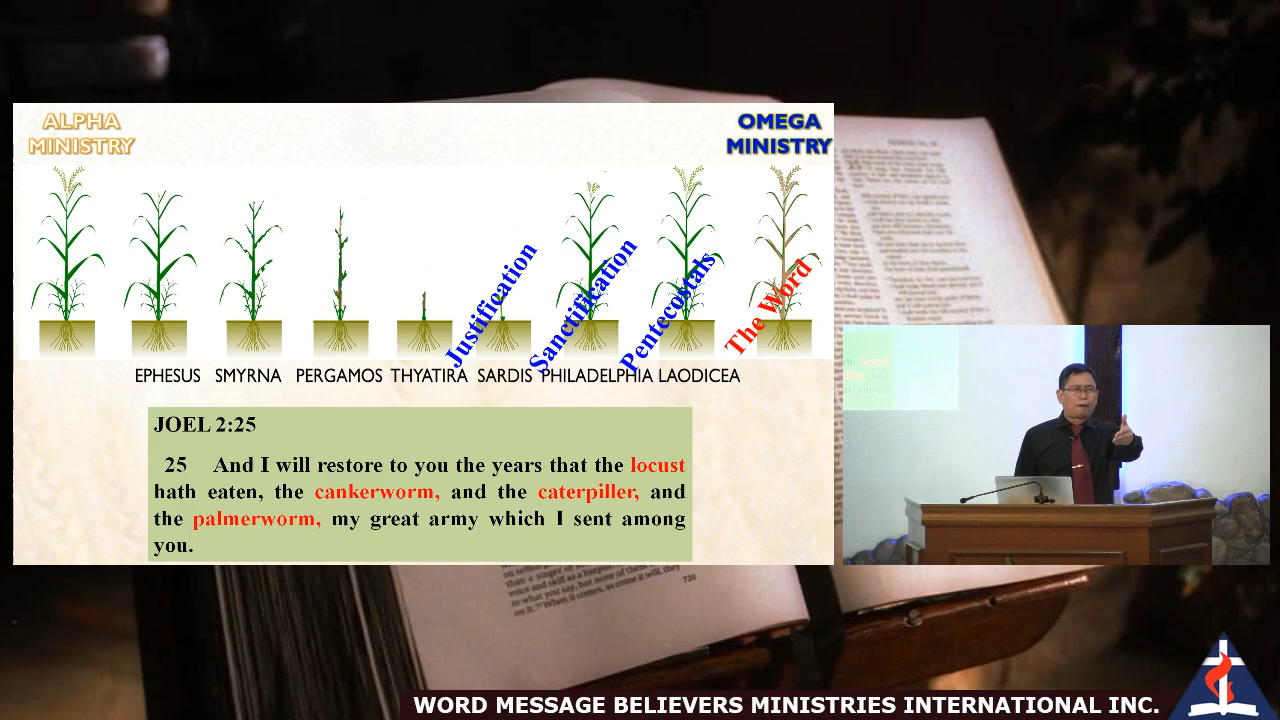 ALPHA
MINISTRY
OMEGA
MINISTRY
Justification
Sanctification
Pentecostals
The Word
EPHESUS SMYRNA PERGAMOS THYATIRA SARDIS PHILADELPHIA LAODICEA
JOEL 2:25
25 And I will restore to you the years that the locust
hath eaten, the cankerworm, and the caterpiller, and
the palmerworm, my great army which I sent among
you.
720
WORD MESSAGE BELIEVERS MINISTRIES INTERNATIONAL INC.